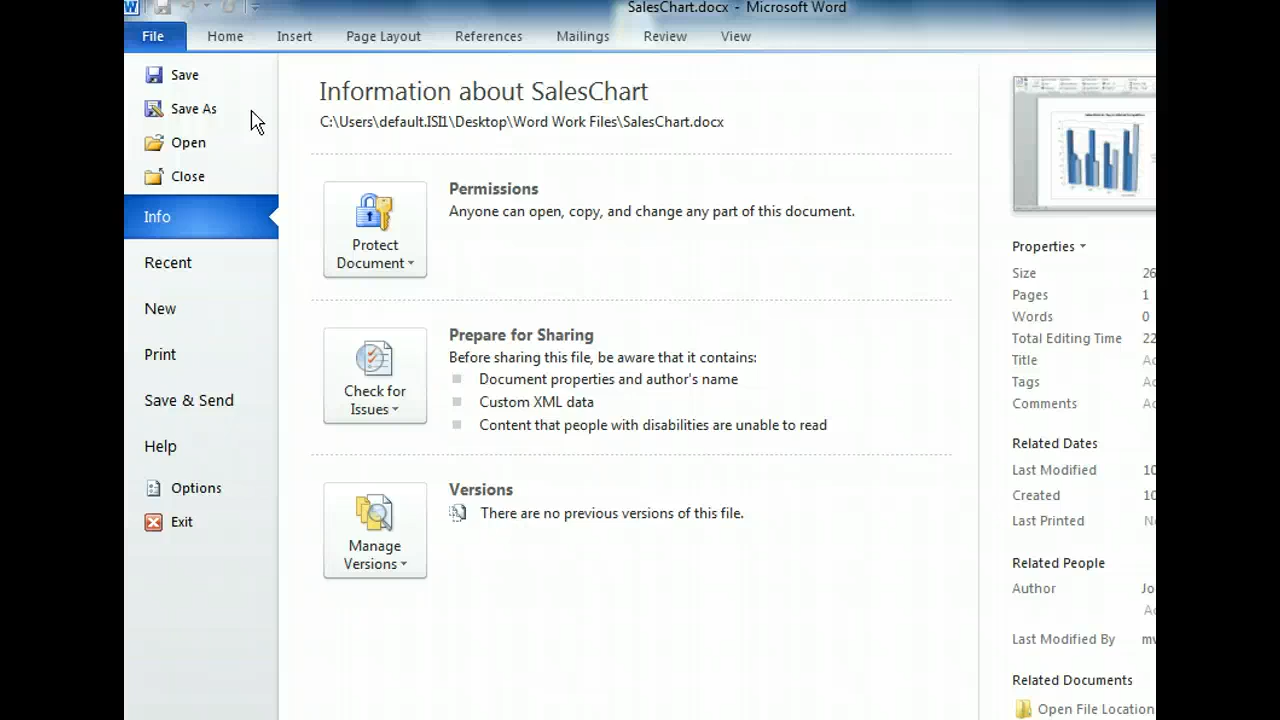 SalesChart.docx - Microsoft Word
File Home Insert Page Layout References Mailings Review View
Save
Save As
Open
Close
Info
Recent
New
Print
Save & Send
Help
Options
Exit
Information about SalesChart
C:\Users\default.ISI1\Desktop\Word Work Files\SalesChart.docx
Protect
Document
Permissions
Anyone can open, copy, and change any part of this document.
Check for
Issues
Prepare for Sharing
Before sharing this file, be aware that it contains:
Document properties and author's name
Custom XML data
Content that people with disabilities are unable to read
Manage
Versions
Versions
There are no previous versions of this file.
Properties
Size 26
Pages 1
Words 0
Total Editing Time 22
Title
Tags
Comments
Related Dates
Last Modified 10
Created 10
Last Printed
Related People
Author Jo
Last Modified By
Related Documents
Open File Location